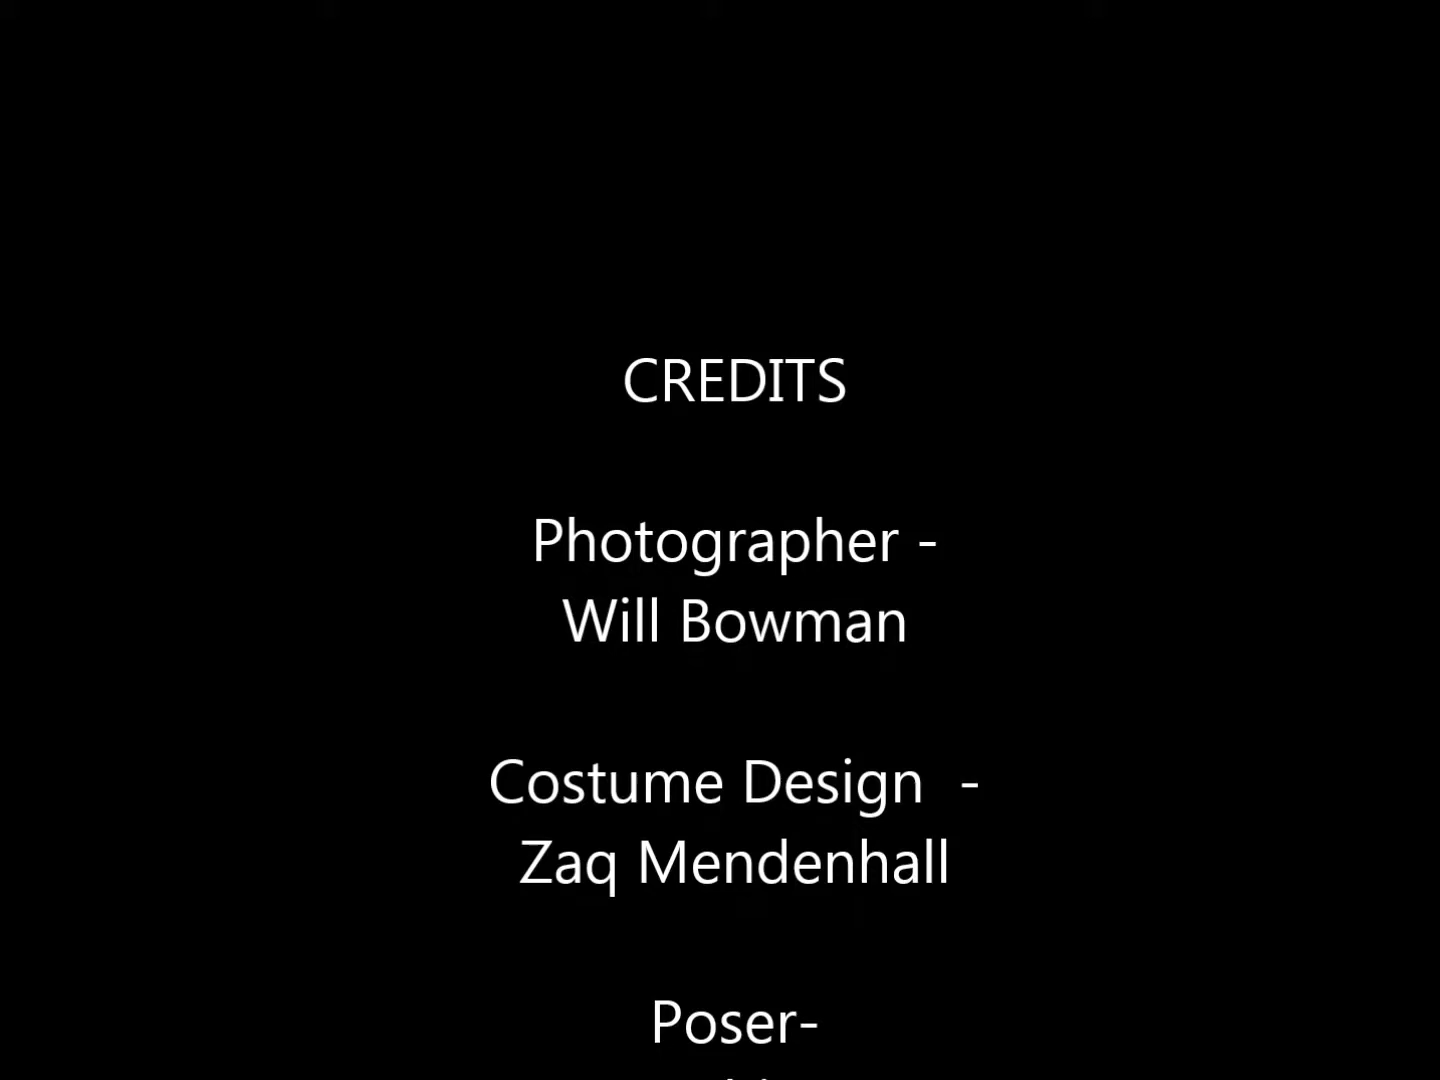 CREDITS
Photographer -
Will Bowman
Costume Design  -
Zaq Mendenhall
Poser-